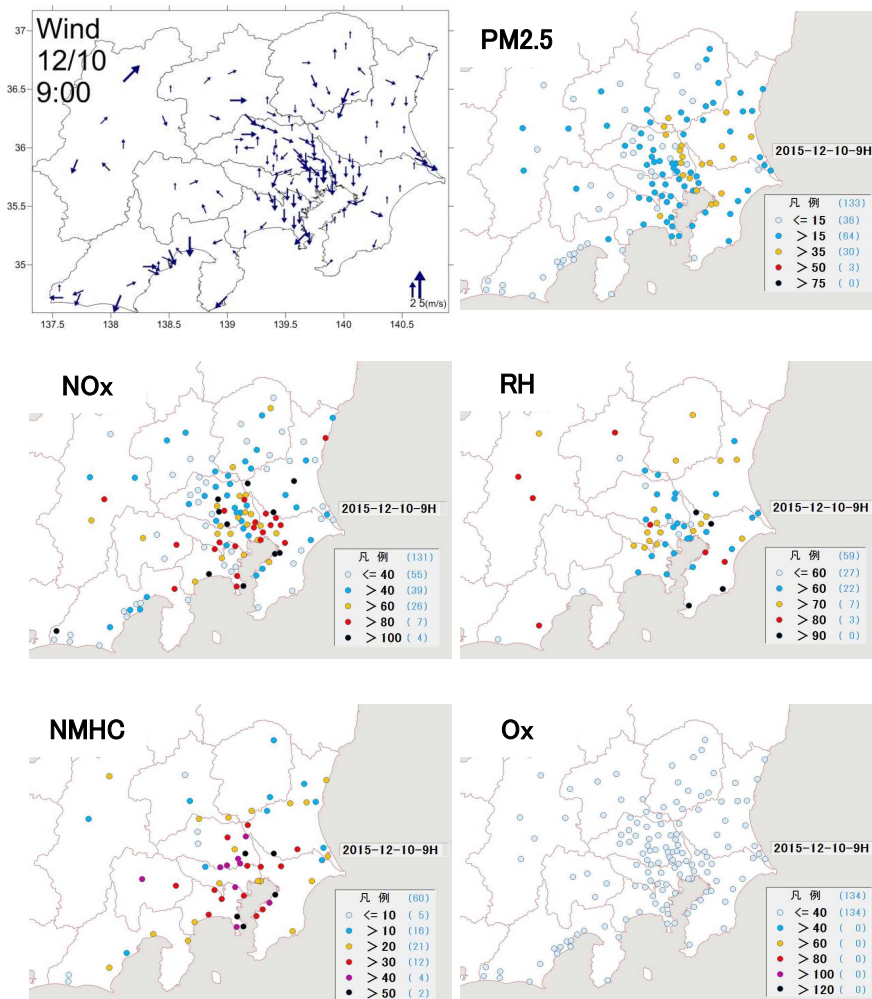 Wind
12/10
9:00
37
36.5
36
35.5
35
137.5 138 138.5 139 139.5 140 140.5
2 5(m/s)
PM2.5
2015-12-10-9H
凡 例 (133)
<= 15 (36)
> 15 (64)
> 35 (30)
> 50 ( 3)
> 75 ( 0)
NOx
2015-12-10-9H
凡 例 (131)
<= 40 (55)
> 40 (39)
> 60 (26)
> 80 ( 7)
> 100 ( 4)
RH
2015-12-10-9H
凡 例 (59)
<= 60 (27)
> 60 (22)
> 70 ( 7)
> 80 ( 3)
> 90 ( 0)
NMHC
2015-12-10-9H
凡 例 (60)
<= 10 ( 5)
> 10 (16)
> 20 (21)
> 30 (12)
> 40 ( 4)
> 50 ( 2)
Ox
2015-12-10-9H
凡 例 (134)
<= 40 (134)
> 40 ( 0)
> 60 ( 0)
> 80 ( 0)
> 100 ( 0)
> 120 ( 0)